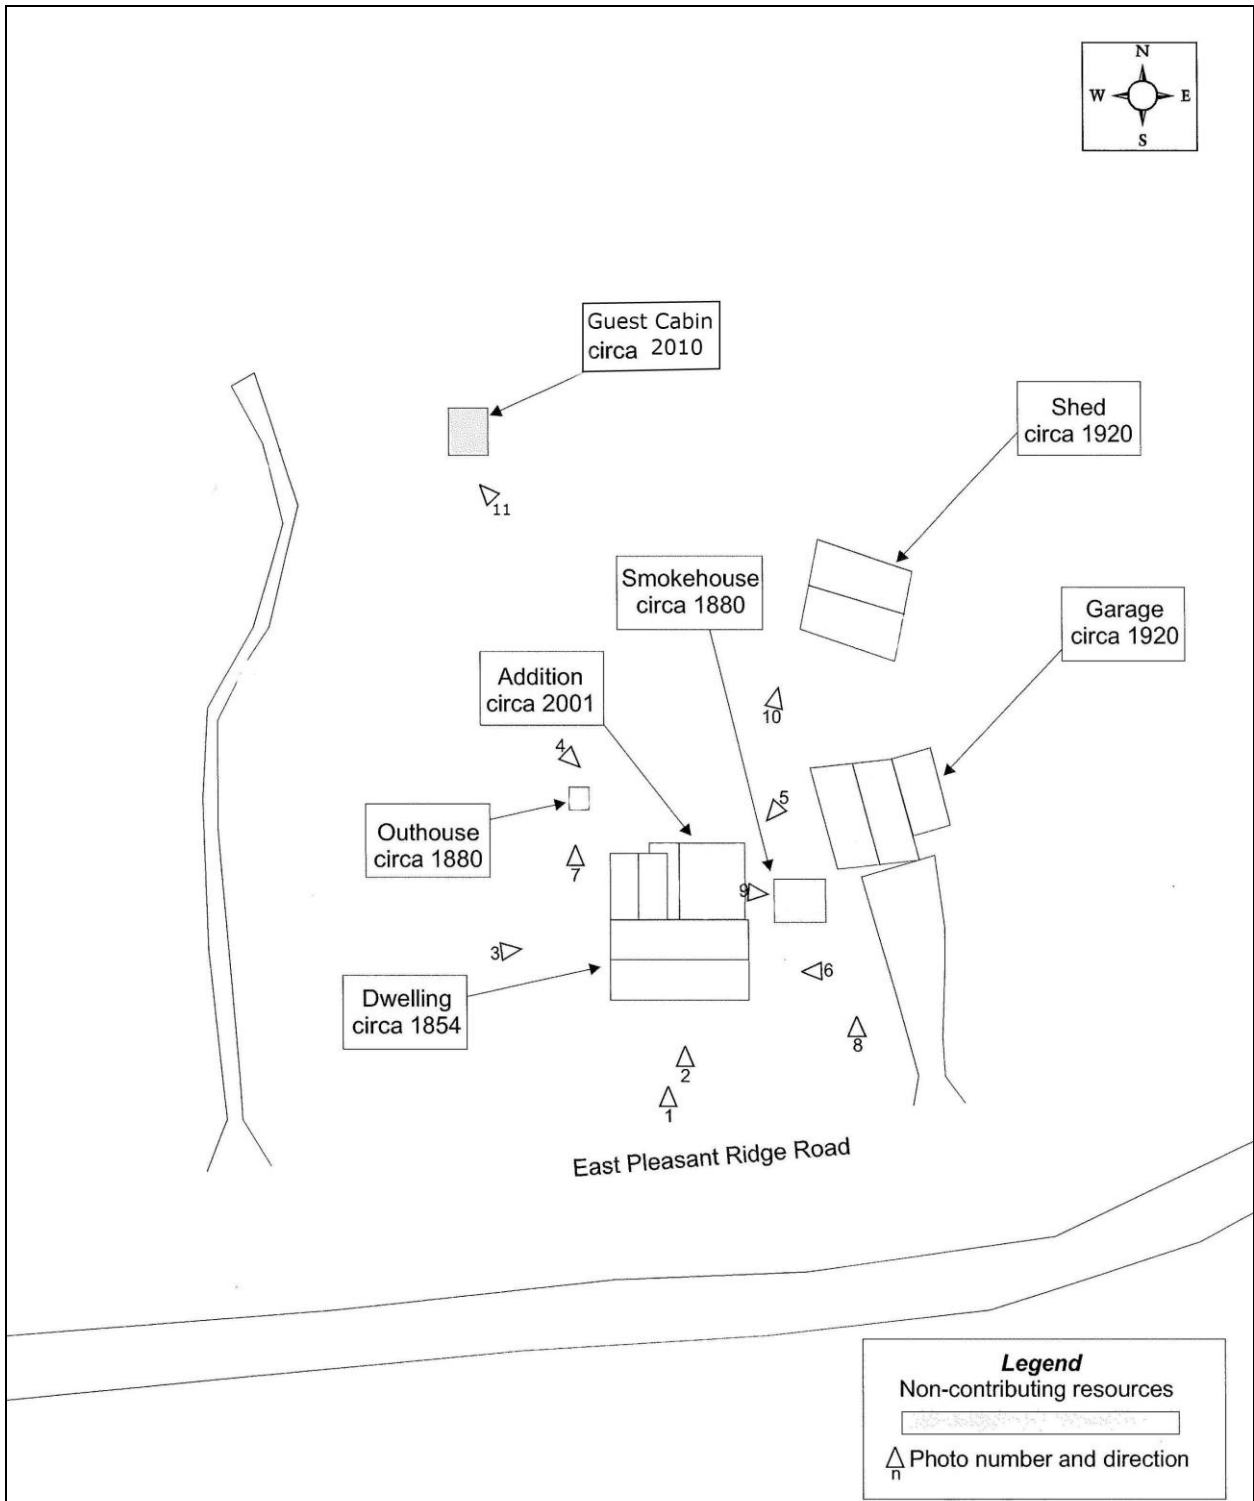 N
W E
S
Guest Cabin
circa 2010
Shed
circa 1920
11
Smokehouse
circa 1880
Garage
circa 1920
Addition
circa 2001
10
4
5
Outhouse
circa 1880
7
9
3
6
Dwelling
circa 1854
8
2
1
East Pleasant Ridge Road
Legend
Non-contributing resources
n
Photo number and direction